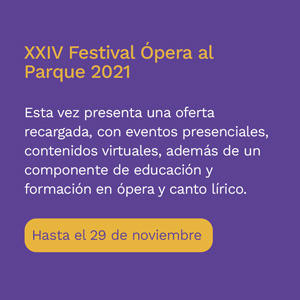 XXIV Festival Ópera al
Parque 2021
Esta vez presenta una oferta
recargada, con eventos presenciales,
contenidos virtuales, además de un
componente de educación y
formación en ópera y canto lírico.
Hasta el 29 de noviembre